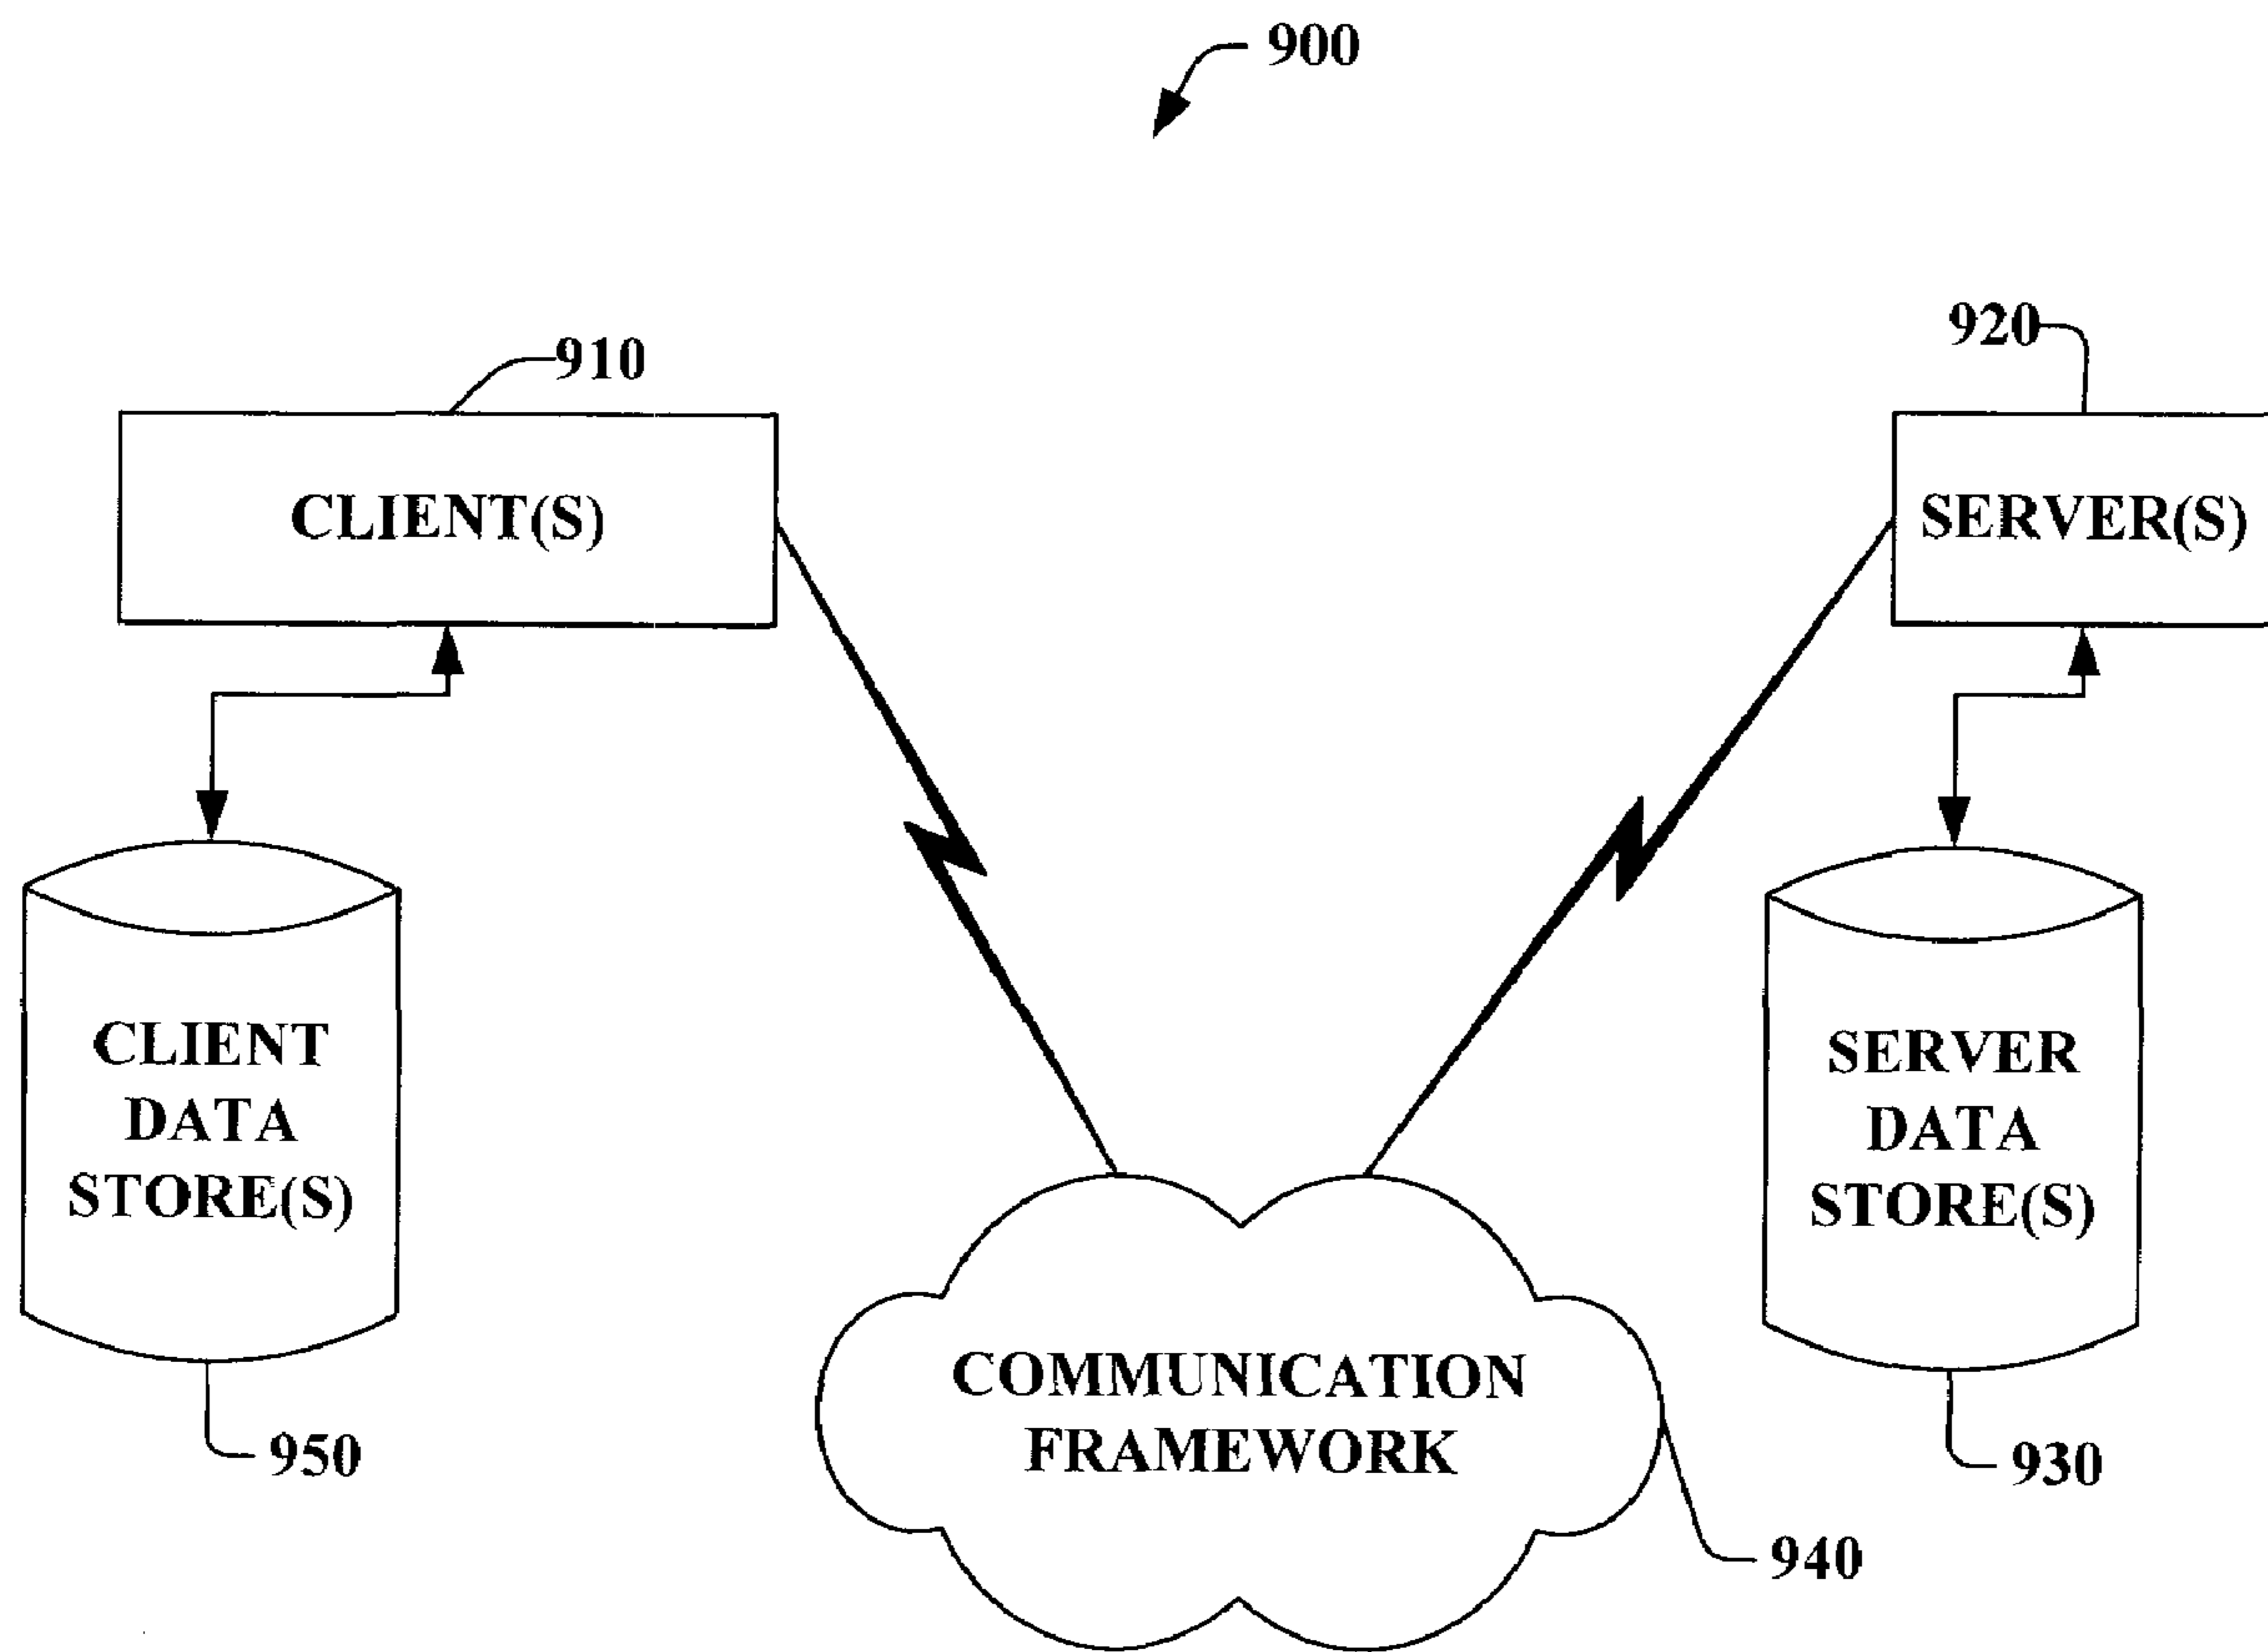 900
910
920
CLIENT(S)
SERVER(S)
CLIENT
DATA
STORE(S)
SERVER
DATA
STORE(S)
COMMUNICATION
FRAMEWORK
950
930
940